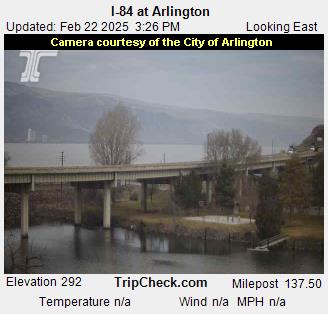 I-84 at Arlington
Updated: Feb 22 2025 3:26 PM Looking East
Camera courtesy of the City of Arlington
Elevation 292 TripCheck.com Milepost 137.50
Temperature n/a Wind n/a MPH n/a